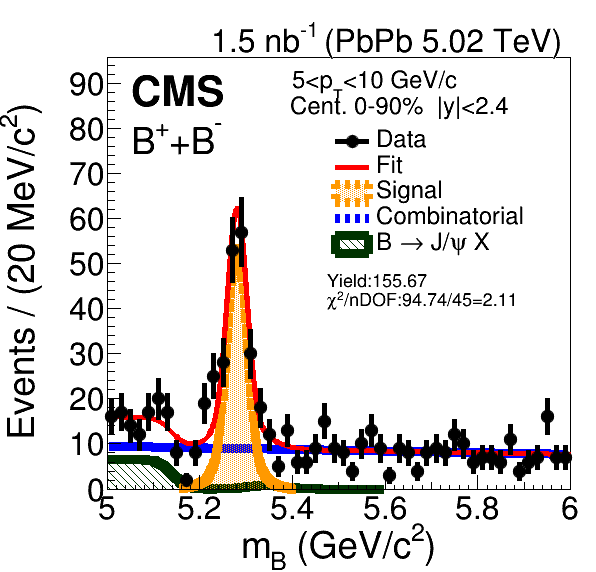 1.5 nb⁻¹ (PbPb 5.02 TeV)
CMS
B⁺+B⁻
5<p_T<10 GeV/c
Cent. 0-90% |y|<2.4
Data
Fit
Signal
Combinatorial
B → J/ψ X
Yield:155.67
χ²/nDOF:94.74/45=2.11
Events / (20 MeV/c²)
90
80
70
60
50
40
30
20
10
0
5 5.2 5.4 5.6 5.8 6
m_B (GeV/c²)